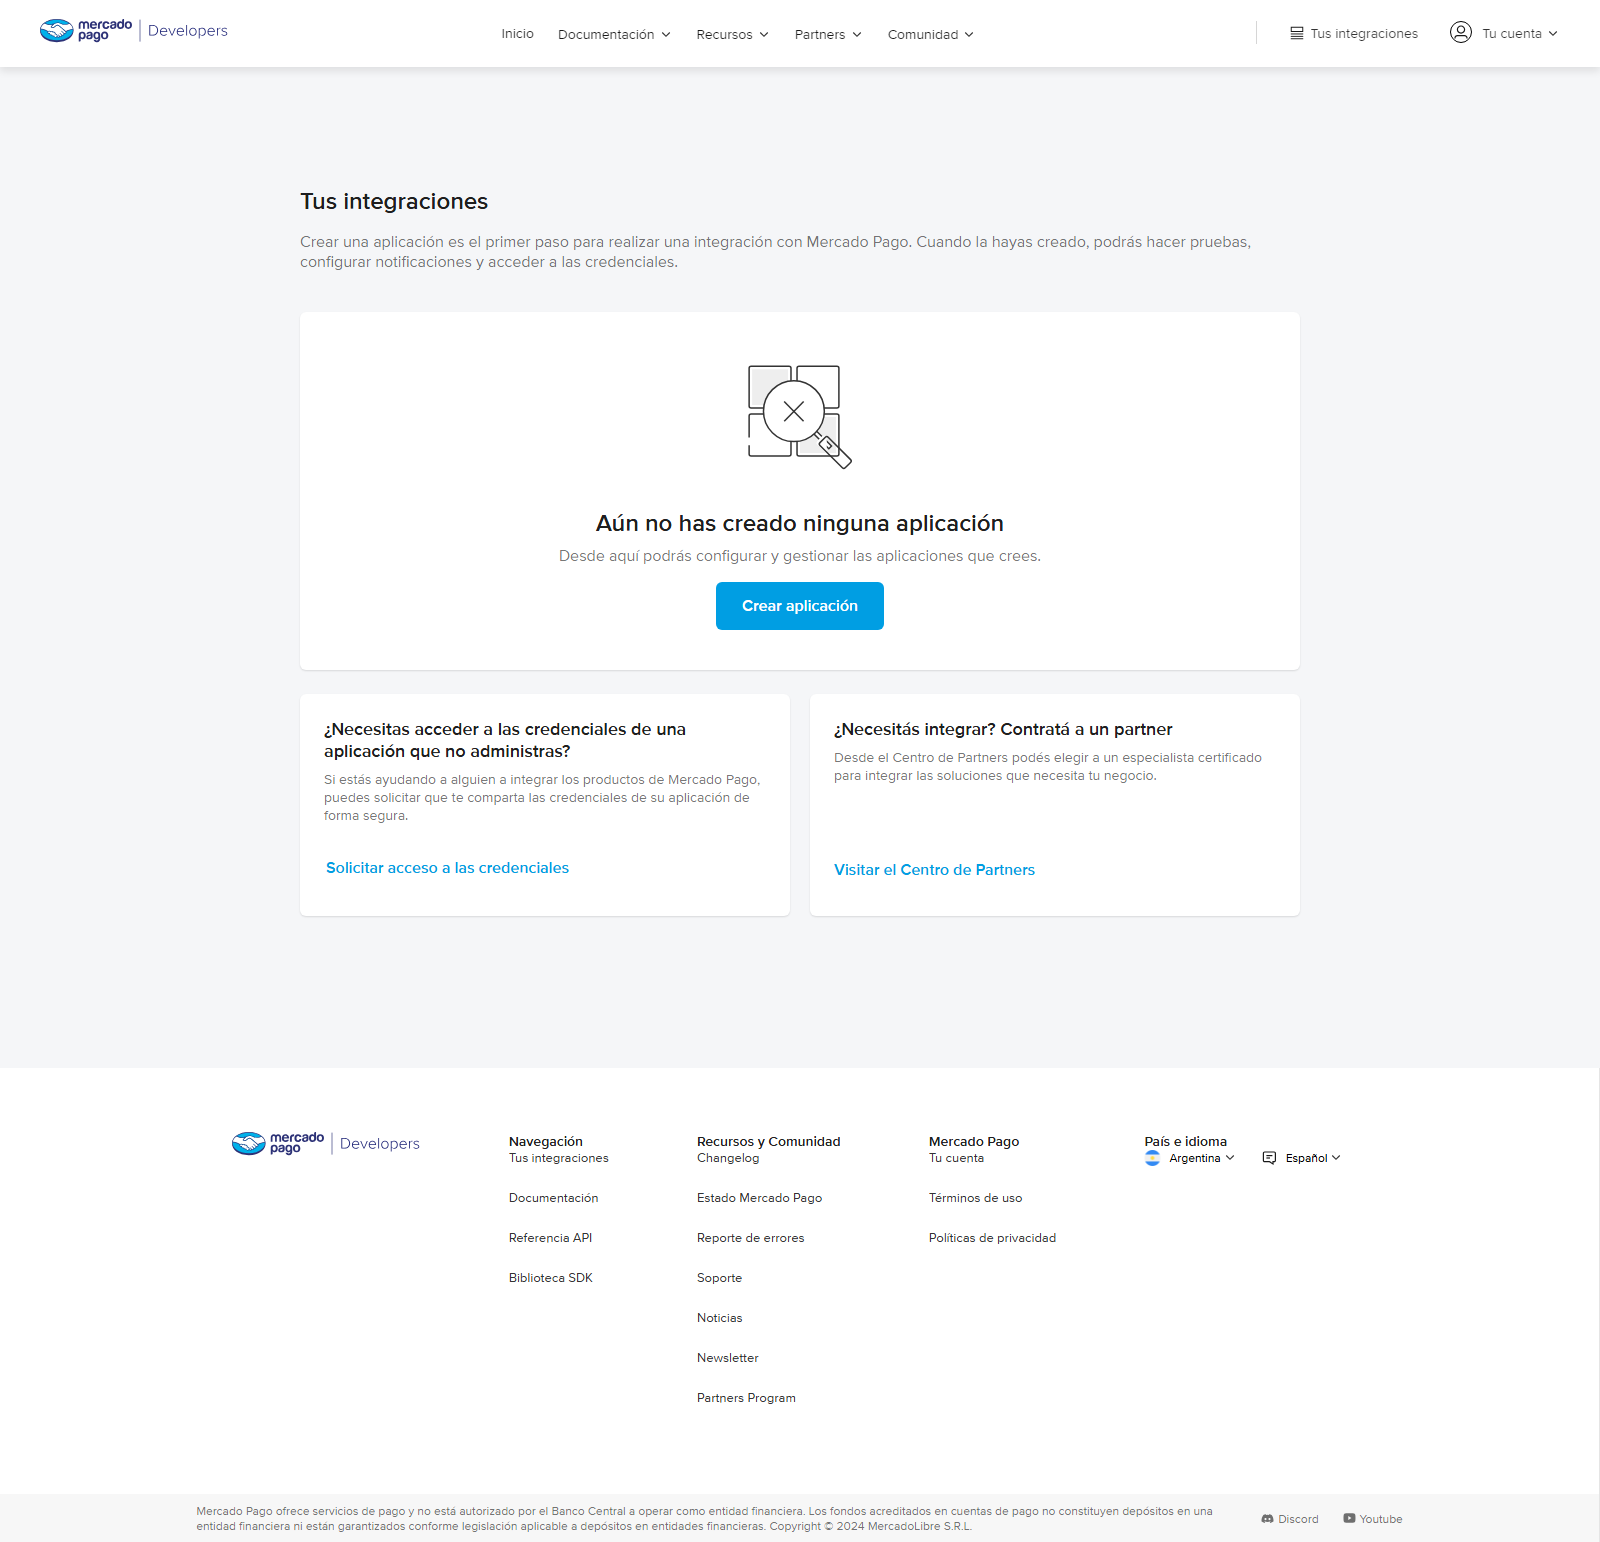 mercado pago | Developers
Inicio
Documentación
Recursos
Partners
Comunidad
Tus integraciones
Tu cuenta
Tus integraciones
Crear una aplicación es el primer paso para realizar una integración con Mercado Pago. Cuando la hayas creado, podrás hacer pruebas,
configurar notificaciones y acceder a las credenciales.
Aún no has creado ninguna aplicación
Desde aquí podrás configurar y gestionar las aplicaciones que crees.
Crear aplicación
¿Necesitas acceder a las credenciales de una
aplicación que no administras?
Si estás ayudando a alguien a integrar los productos de Mercado Pago,
puedes solicitar que te comparta las credenciales de su aplicación de
forma segura.
Solicitar acceso a las credenciales
¿Necesitás integrar? Contratá a un partner
Desde el Centro de Partners podés elegir a un especialista certificado
para integrar las soluciones que necesita tu negocio.
Visitar el Centro de Partners
mercado pago | Developers
Navegación
Tus integraciones
Documentación
Referencia API
Biblioteca SDK
Recursos y Comunidad
Changelog
Estado Mercado Pago
Reporte de errores
Soporte
Noticias
Newsletter
Partners Program
Mercado Pago
Tu cuenta
Términos de uso
Políticas de privacidad
País e idioma
Argentina
Español
Mercado Pago ofrece servicios de pago y no está autorizado por el Banco Central a operar como entidad financiera. Los fondos acreditados en cuentas de pago no constituyen depósitos en una
entidad financiera ni están garantizados conforme legislación aplicable a depósitos en entidades financieras. Copyright © 2024 MercadoLibre S.R.L.
Discord
Youtube